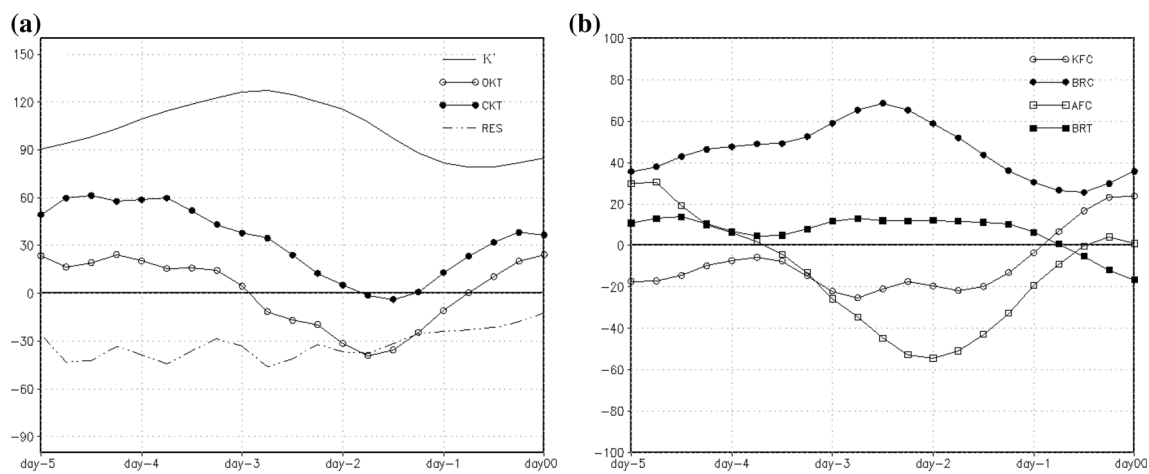 (a)
150
120
90
60
30
0
−30
−60
−90
day−5
day−4
day−3
day−2
day−1
day00
K'
OKT
CKT
RES
(b)
100
80
60
40
20
0
−20
−40
−60
−80
−100
day−5
day−4
day−3
day−2
day−1
day00
KFC
BRC
AFC
BRT